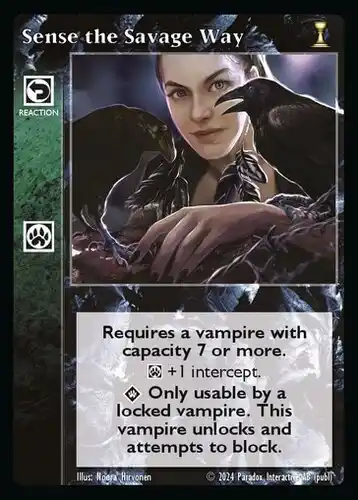 Sense the Savage Way
REACTION
Requires a vampire with
capacity 7 or more.
+1 intercept.
Only usable by a
locked vampire. This
vampire unlocks and
attempts to block.
Illus: Noora Hirvonen
© 2024 Paradox Interactive AB (publ)